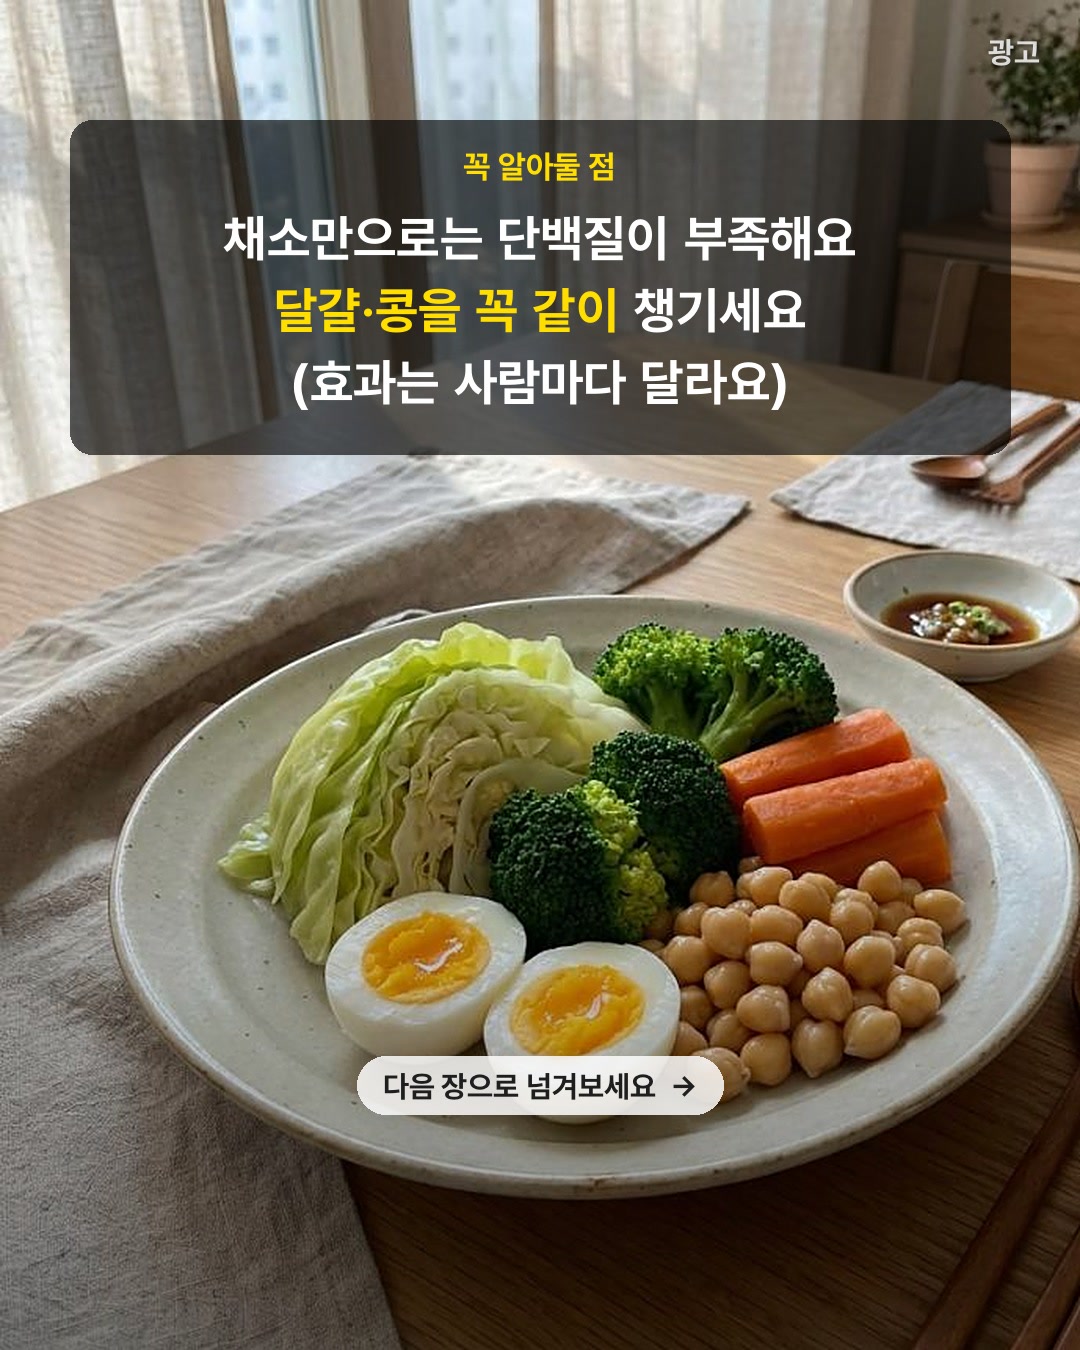 광고
꼭 알아둘 점
채소만으로는 단백질이 부족해요
달걀·콩을 꼭 같이 챙기세요
(효과는 사람마다 달라요)
다음 장으로 넘겨보세요 →